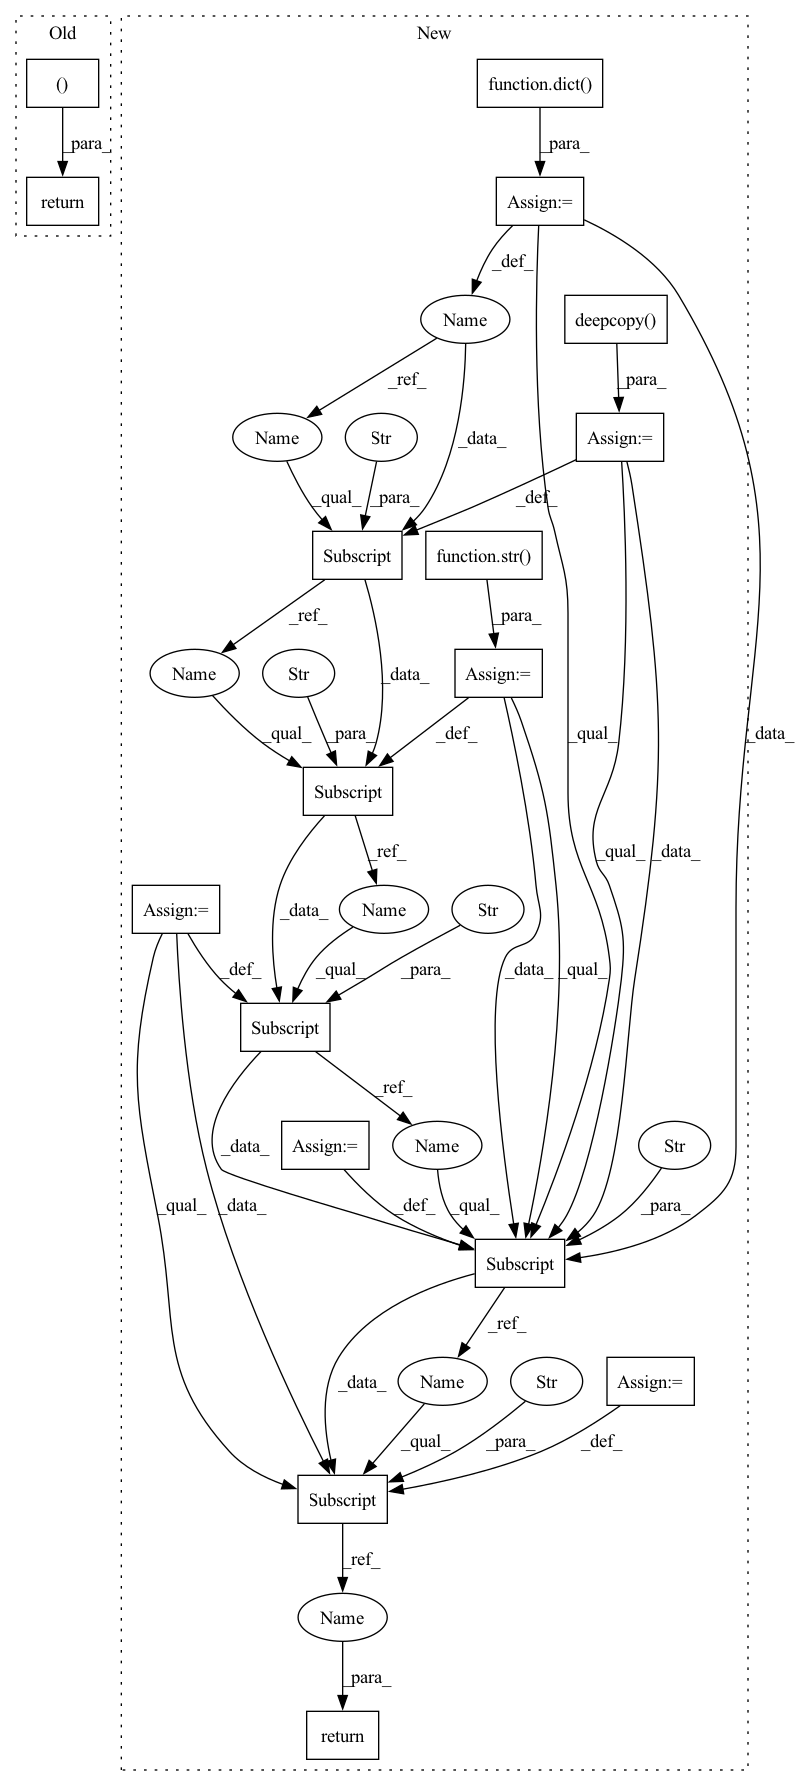 Old
New
()
function.dict()
_para_
_para_
return
Assign:=
_def_
Name
deepcopy()
_ref_
_para_
Name
Str
_data_
Assign:=
_qual_
_para_
_def_
Subscript
function.str()
_ref_
_para_
Name
Str
_data_
Assign:=
_qual_
_para_
_def_
_qual_
_data_
Subscript
_ref_
_qual_
_data_
Assign:=
_data_
Name
Str
_def_
_qual_
_para_
_data_
_qual_
Subscript
_ref_
Assign:=
Name
Str
_data_
_qual_
_data_
_def_
_qual_
_para_
Subscript
_ref_
_data_
Name
Str
Assign:=
_qual_
_para_
_def_
Subscript
_ref_
Name
_para_
return